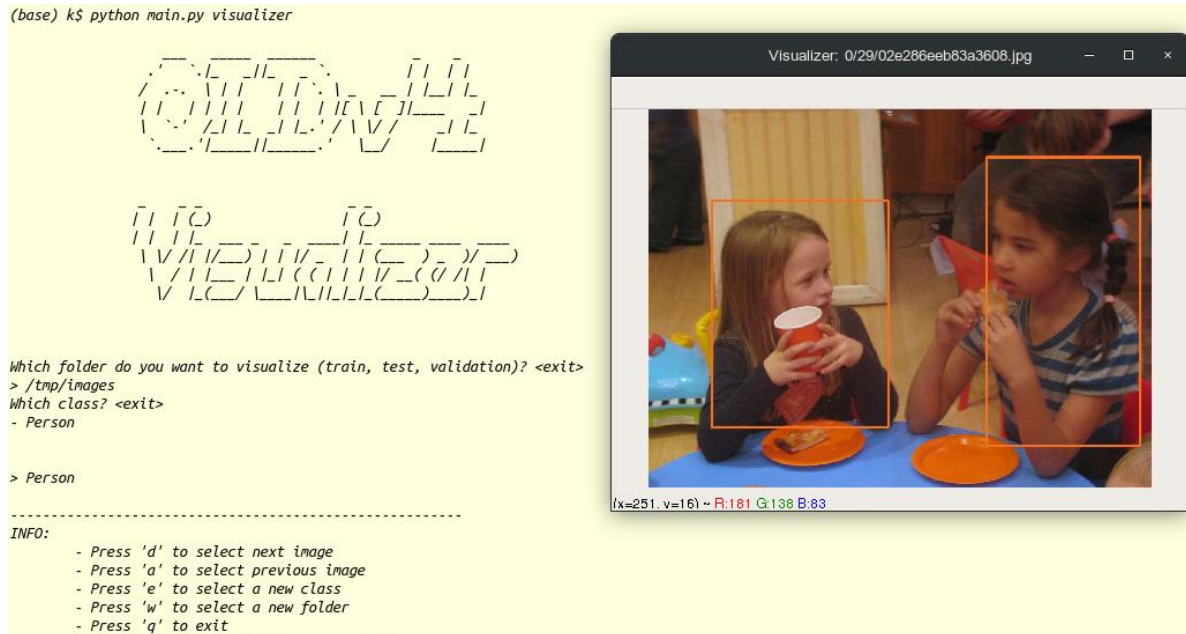 (base) k$ python main.py visualizer
OIDv4
Visualizer
Which folder do you want to visualize (train, test, validation)? <exit>
> /tmp/images
Which class? <exit>
- Person
> Person
--------------------------------------------------------
INFO:
- Press 'd' to select next image
- Press 'a' to select previous image
- Press 'e' to select a new class
- Press 'w' to select a new folder
- Press 'q' to exit
Visualizer: 0/29/02e286eeb83a3608.jpg
(x=251, y=16) ~ R:181 G:138 B:83